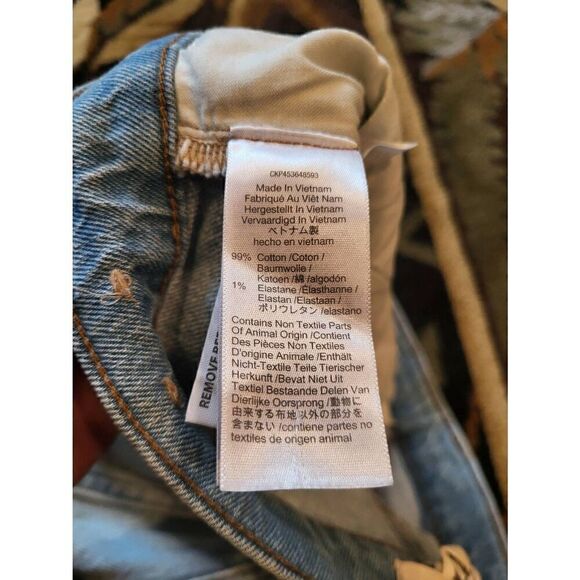 CKP453648593
Made In Vietnam
Fabriqué Au Viêt Nam
Hergestellt In Vietnam
Vervaardigd In Vietnam
ベトナム製
hecho en vietnam
99% Cotton /Coton /
Baumwolle /
Katoen /綿 /algodón
1% Elastane /Élasthanne /
Elastan /Elastaan /
ポリウレタン /elastano
Contains Non Textile Parts
Of Animal Origin /Contient
Des Pièces Non Textiles
D'origine Animale /Enthält
Nicht-Textile Teile Tierischer
Herkunft /Bevat Niet Uit
Textiel Bestaande Delen Van
Dierlijke Oorsprong /動物に
由来する布地以外の部分を
含まない /contiene partes no
textiles de origen animal
REMOVE